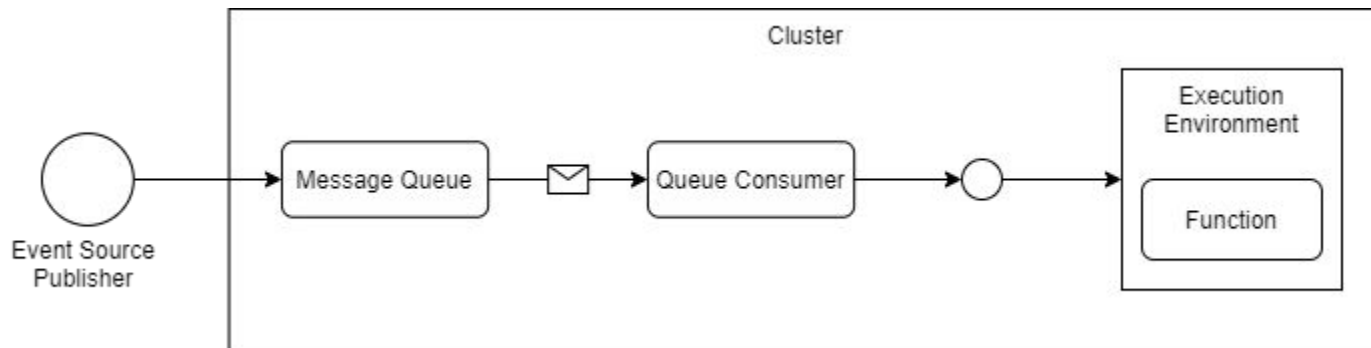 Cluster
Execution
Environment
Message Queue
Queue Consumer
Function
Event Source
Publisher